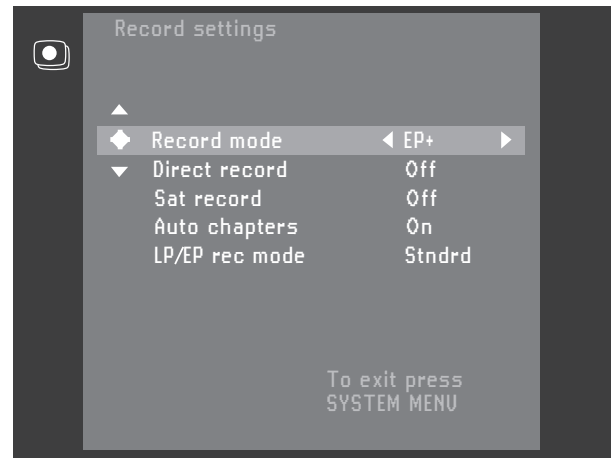 Record settings
Record mode EP+
Direct record Off
Sat record Off
Auto chapters On
LP/EP rec mode Stndrd
To exit press
SYSTEM MENU